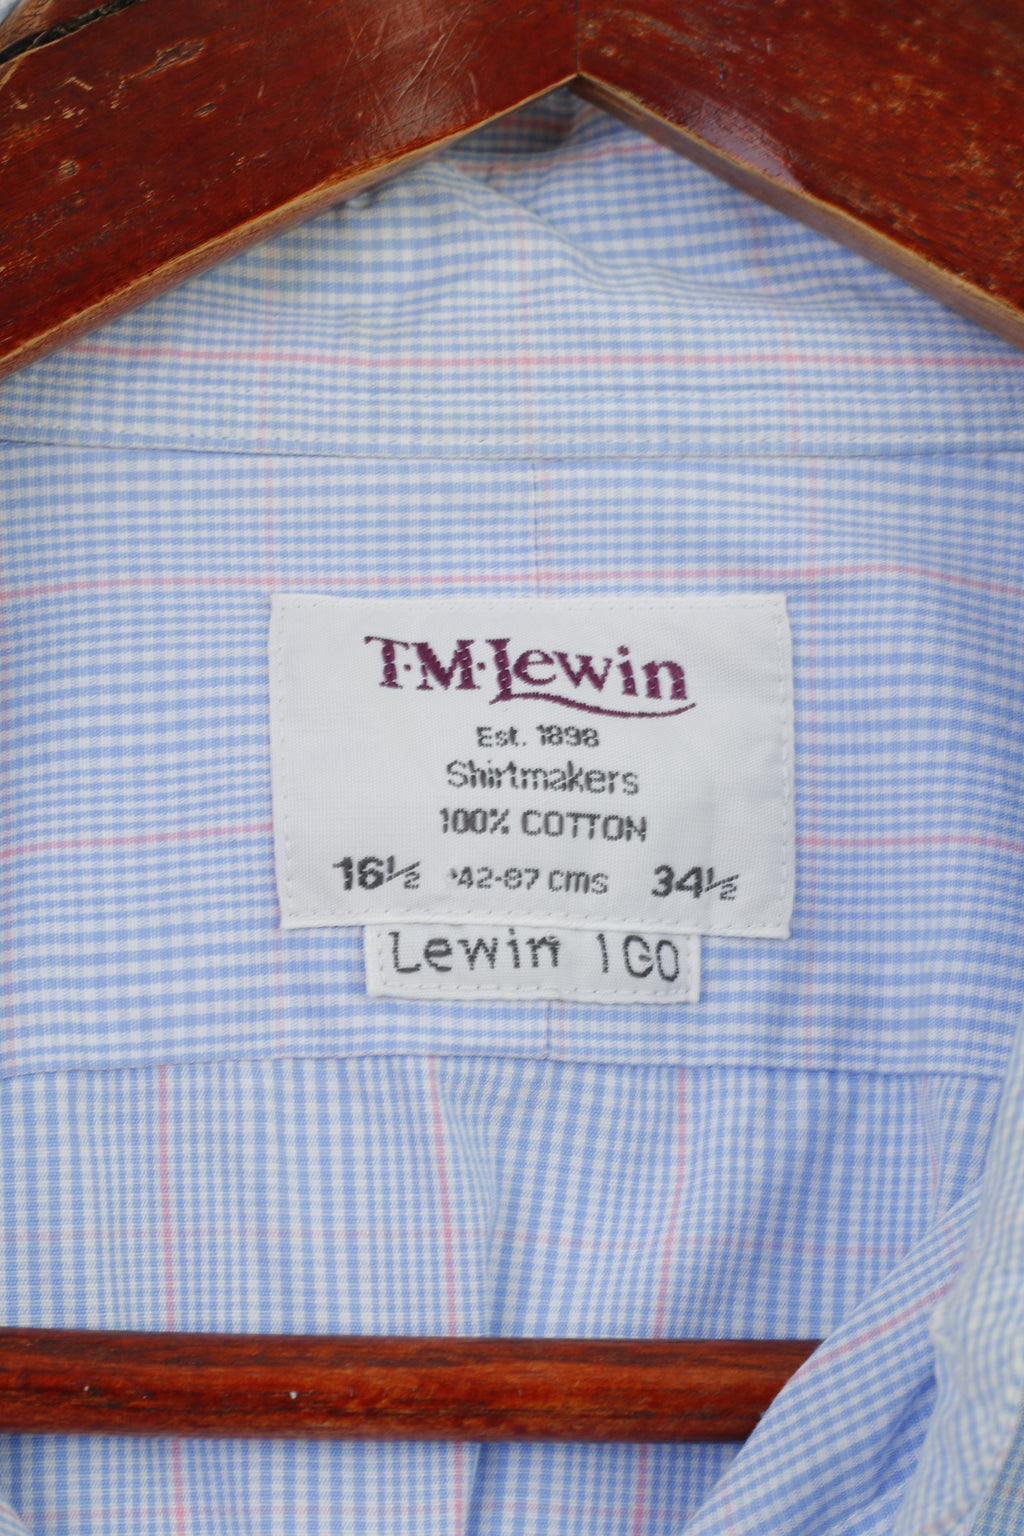 T·M·Lewin
Est. 1898
Shirtmakers
100% COTTON
16½ *42-87 cms 34½
Lewin 100